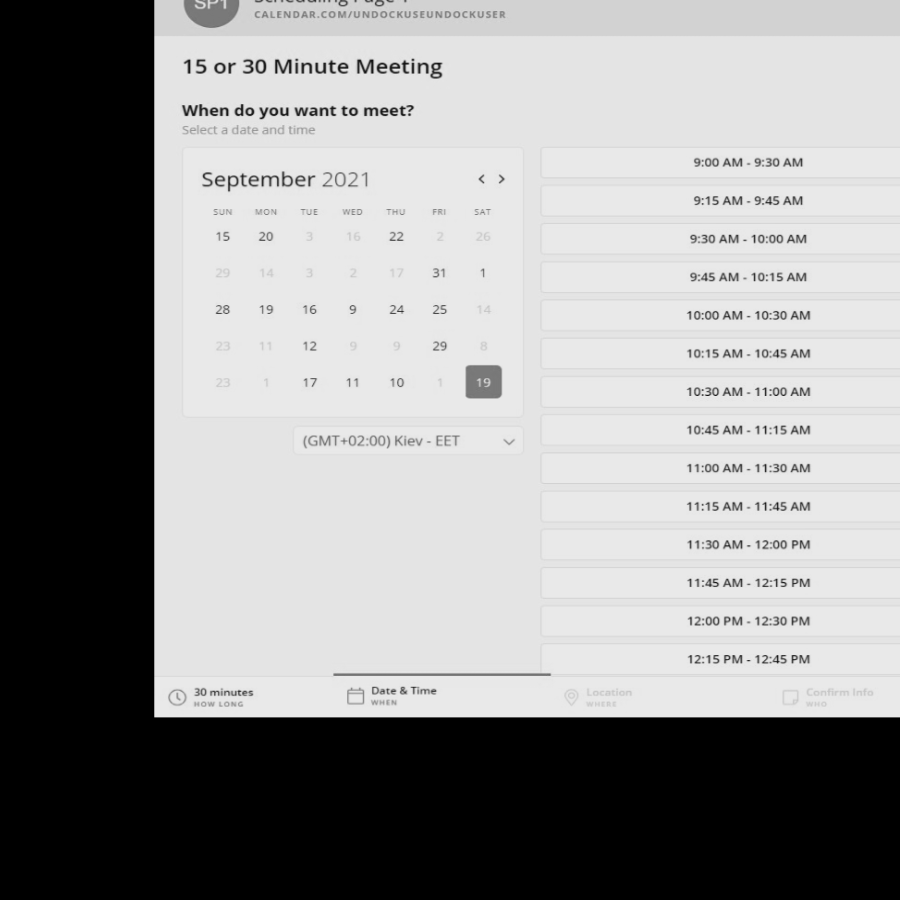 SP1
Scheduling Page 1
CALENDAR.COM/UNDOCKUSEUNDOCKUSER
15 or 30 Minute Meeting
When do you want to meet?
Select a date and time
September 2021
SUN MON TUE WED THU FRI SAT
15 20 3 16 22 2 26
29 14 3 2 17 31 1
28 19 16 9 24 25 14
23 11 12 9 9 29 8
23 1 17 11 10 1 19
(GMT+02:00) Kiev - EET
9:00 AM - 9:30 AM
9:15 AM - 9:45 AM
9:30 AM - 10:00 AM
9:45 AM - 10:15 AM
10:00 AM - 10:30 AM
10:15 AM - 10:45 AM
10:30 AM - 11:00 AM
10:45 AM - 11:15 AM
11:00 AM - 11:30 AM
11:15 AM - 11:45 AM
11:30 AM - 12:00 PM
11:45 AM - 12:15 PM
12:00 PM - 12:30 PM
12:15 PM - 12:45 PM
30 minutes
HOW LONG
Date & Time
WHEN
Location
WHERE
Confirm Info
WHO